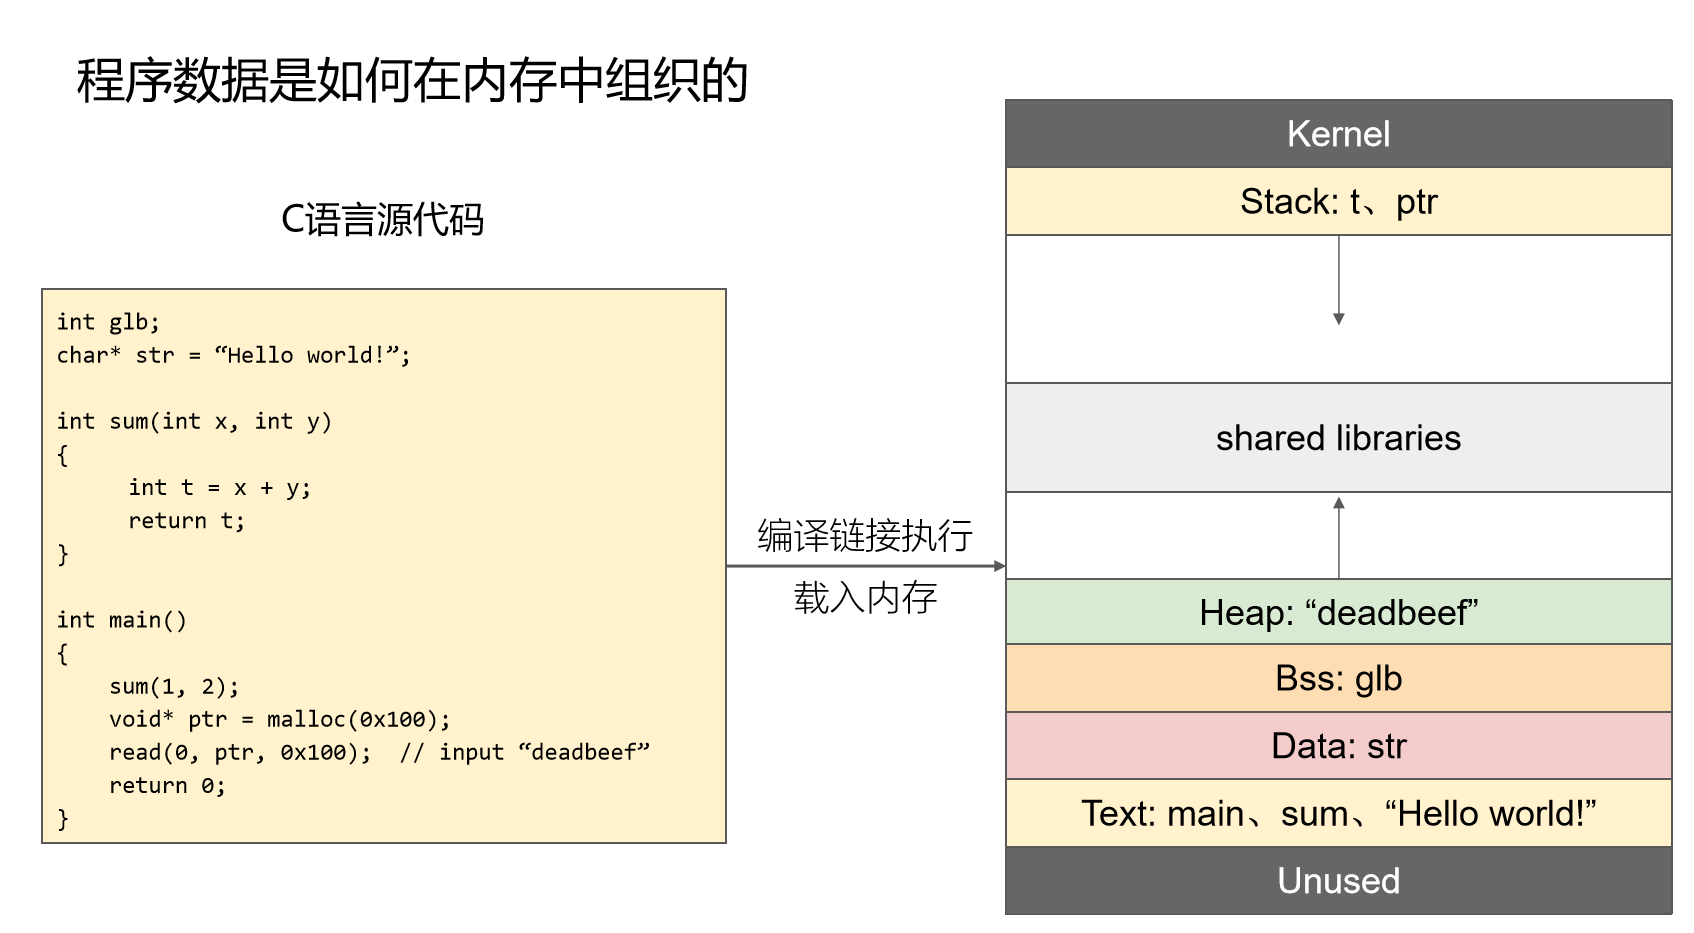 程序数据是如何在内存中组织的
C语言源代码
int glb;
char* str = “Hello world!”;
int sum(int x, int y)
{
int t = x + y;
return t;
}
int main()
{
sum(1, 2);
void* ptr = malloc(0x100);
read(0, ptr, 0x100);  // input “deadbeef”
return 0;
}
编译链接执行
载入内存
Kernel
Stack: t、ptr
shared libraries
Heap: “deadbeef”
Bss: glb
Data: str
Text: main、sum、“Hello world!”
Unused